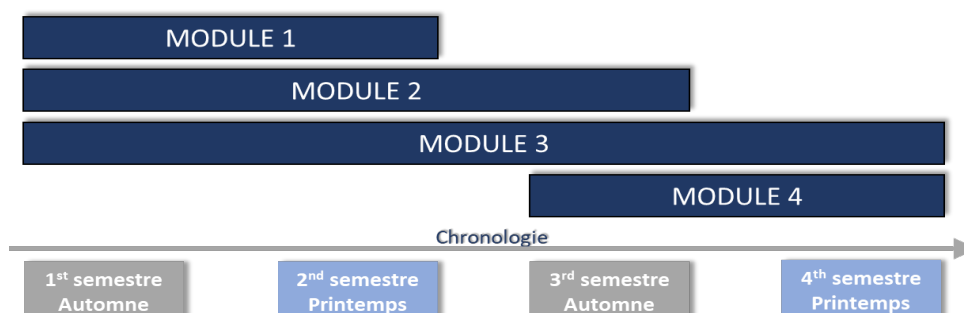 MODULE 1
MODULE 2
MODULE 3
MODULE 4
Chronologie
1st semestre
Automne
2nd semestre
Printemps
3rd semestre
Automne
4th semestre
Printemps